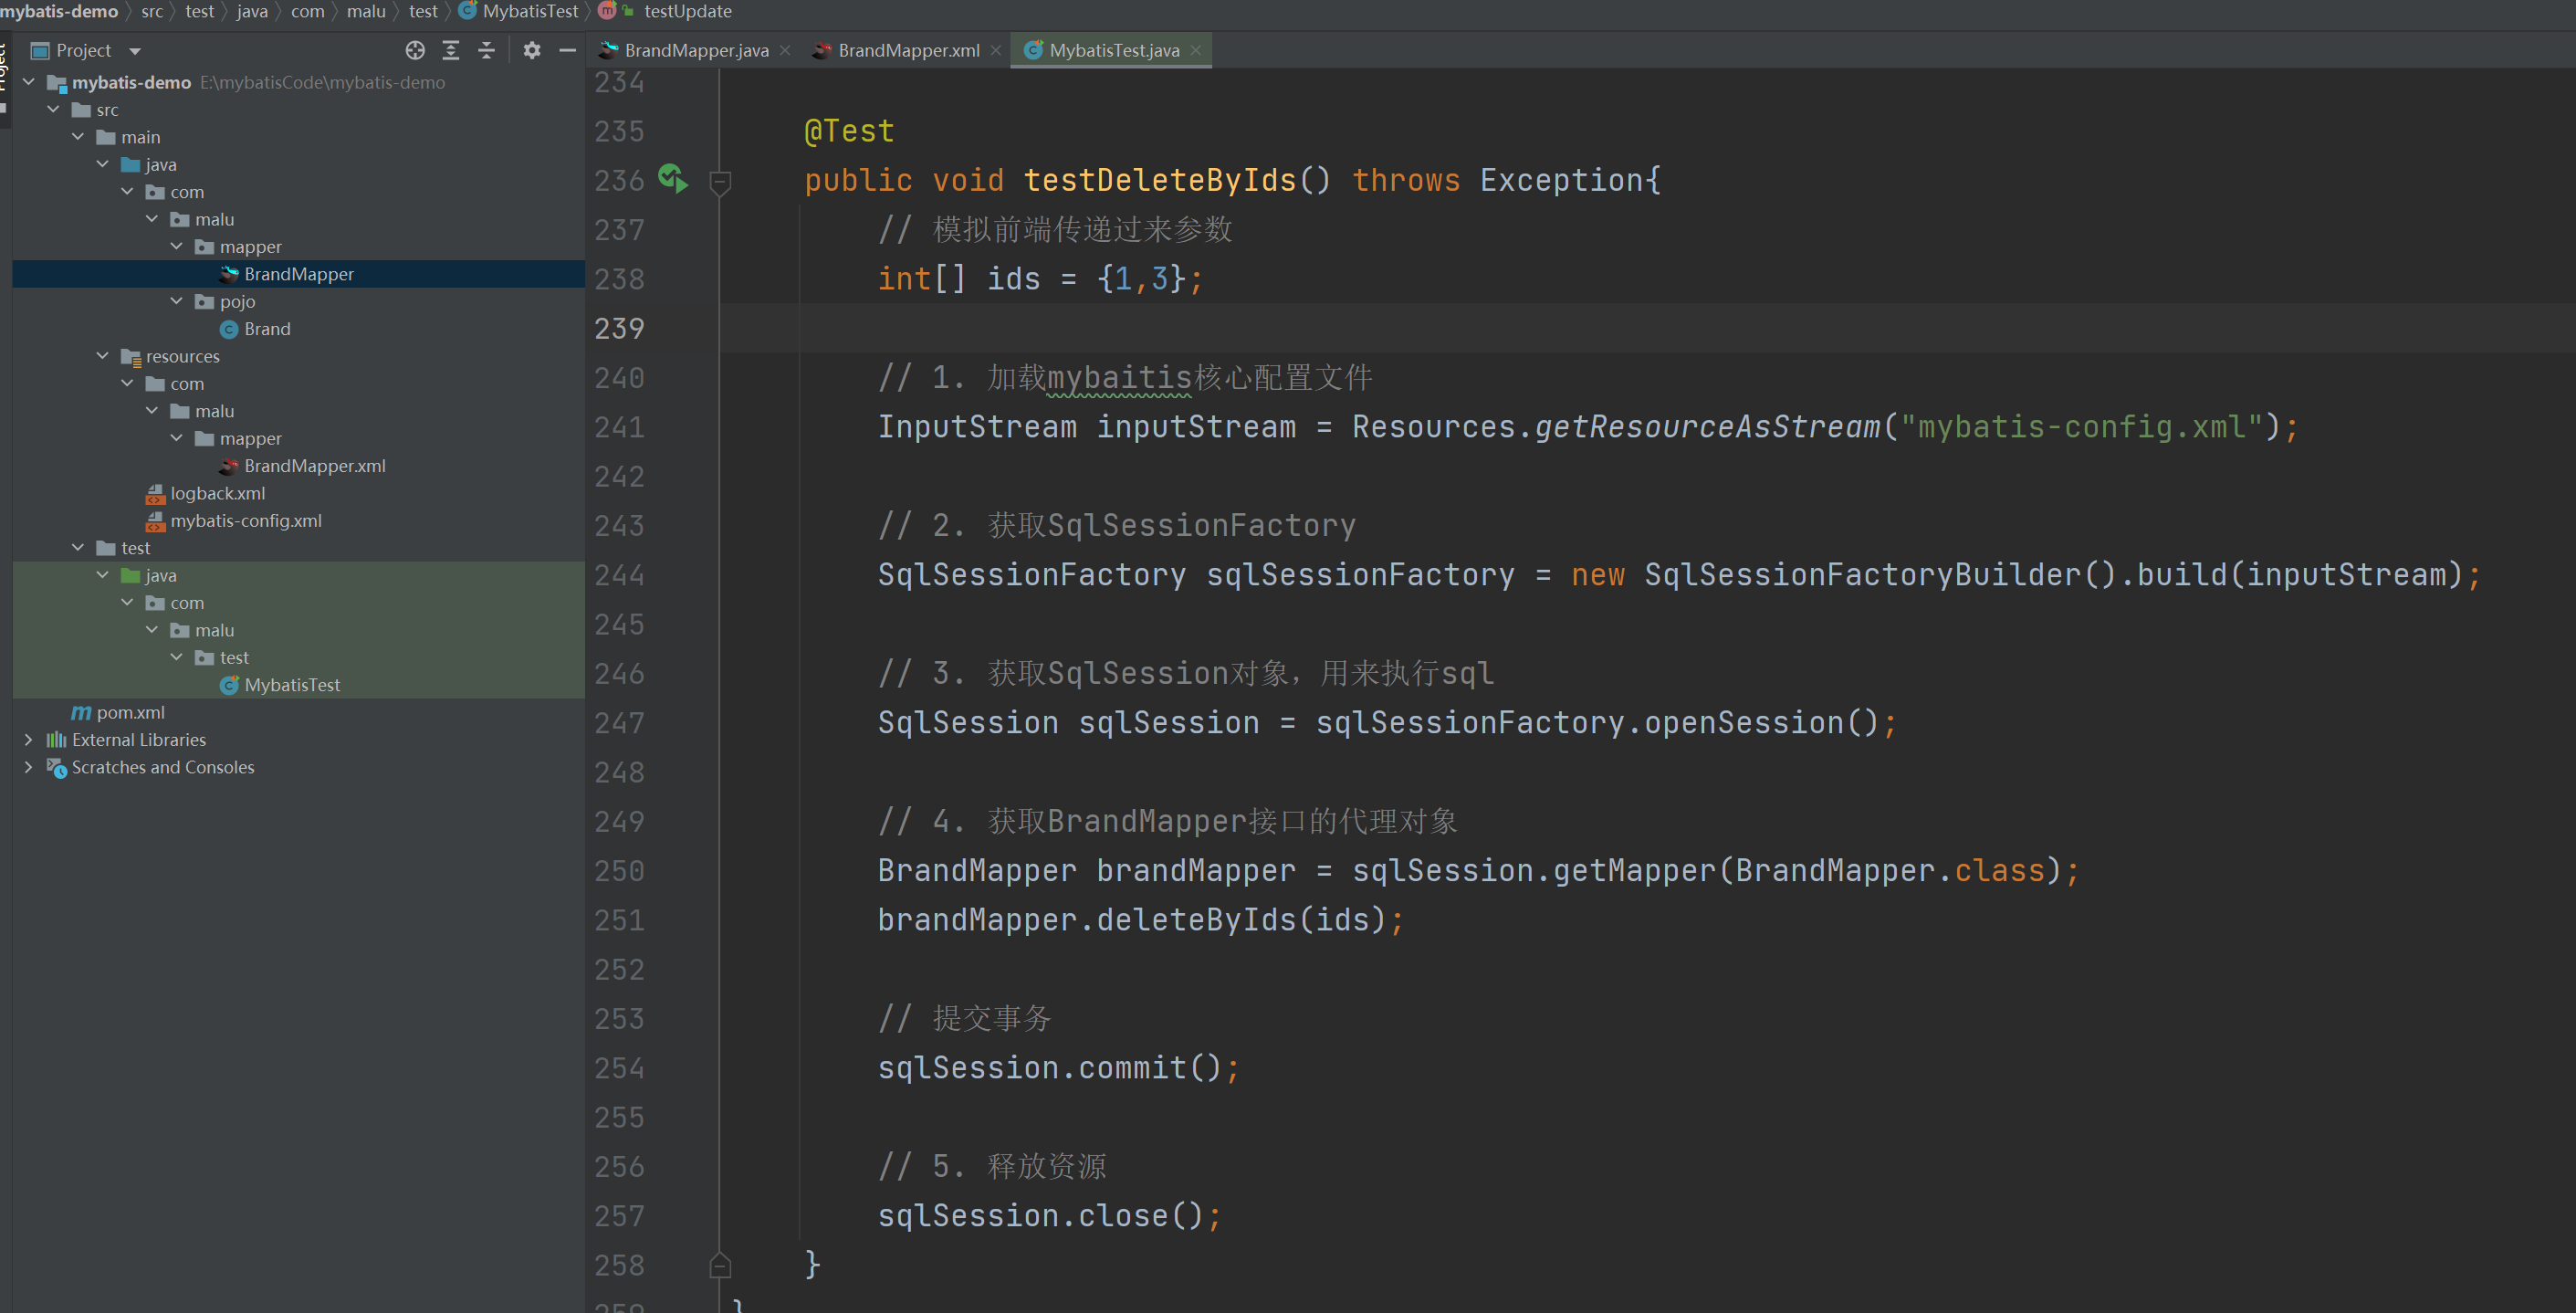 mybatis-demo 〉 src 〉 test 〉 java 〉 com 〉 malu 〉 test 〉 MybatisTest 〉 testUpdate
Project
BrandMapper.java
BrandMapper.xml
MybatisTest.java
mybatis-demo E:\mybatisCode\mybatis-demo
src
main
java
com
malu
mapper
BrandMapper
pojo
Brand
resources
com
malu
mapper
BrandMapper.xml
logback.xml
mybatis-config.xml
test
java
com
malu
test
MybatisTest
pom.xml
External Libraries
Scratches and Consoles
234
235 @Test
236 public void testDeleteByIds() throws Exception{
237 // 模拟前端传递过来参数
238 int[] ids = {1,3};
239
240 // 1. 加载mybaitis核心配置文件
241 InputStream inputStream = Resources.getResourceAsStream("mybatis-config.xml");
242
243 // 2. 获取SqlSessionFactory
244 SqlSessionFactory sqlSessionFactory = new SqlSessionFactoryBuilder().build(inputStream);
245
246 // 3. 获取SqlSession对象，用来执行sql
247 SqlSession sqlSession = sqlSessionFactory.openSession();
248
249 // 4. 获取BrandMapper接口的代理对象
250 BrandMapper brandMapper = sqlSession.getMapper(BrandMapper.class);
251 brandMapper.deleteByIds(ids);
252
253 // 提交事务
254 sqlSession.commit();
255
256 // 5. 释放资源
257 sqlSession.close();
258 }
259 }